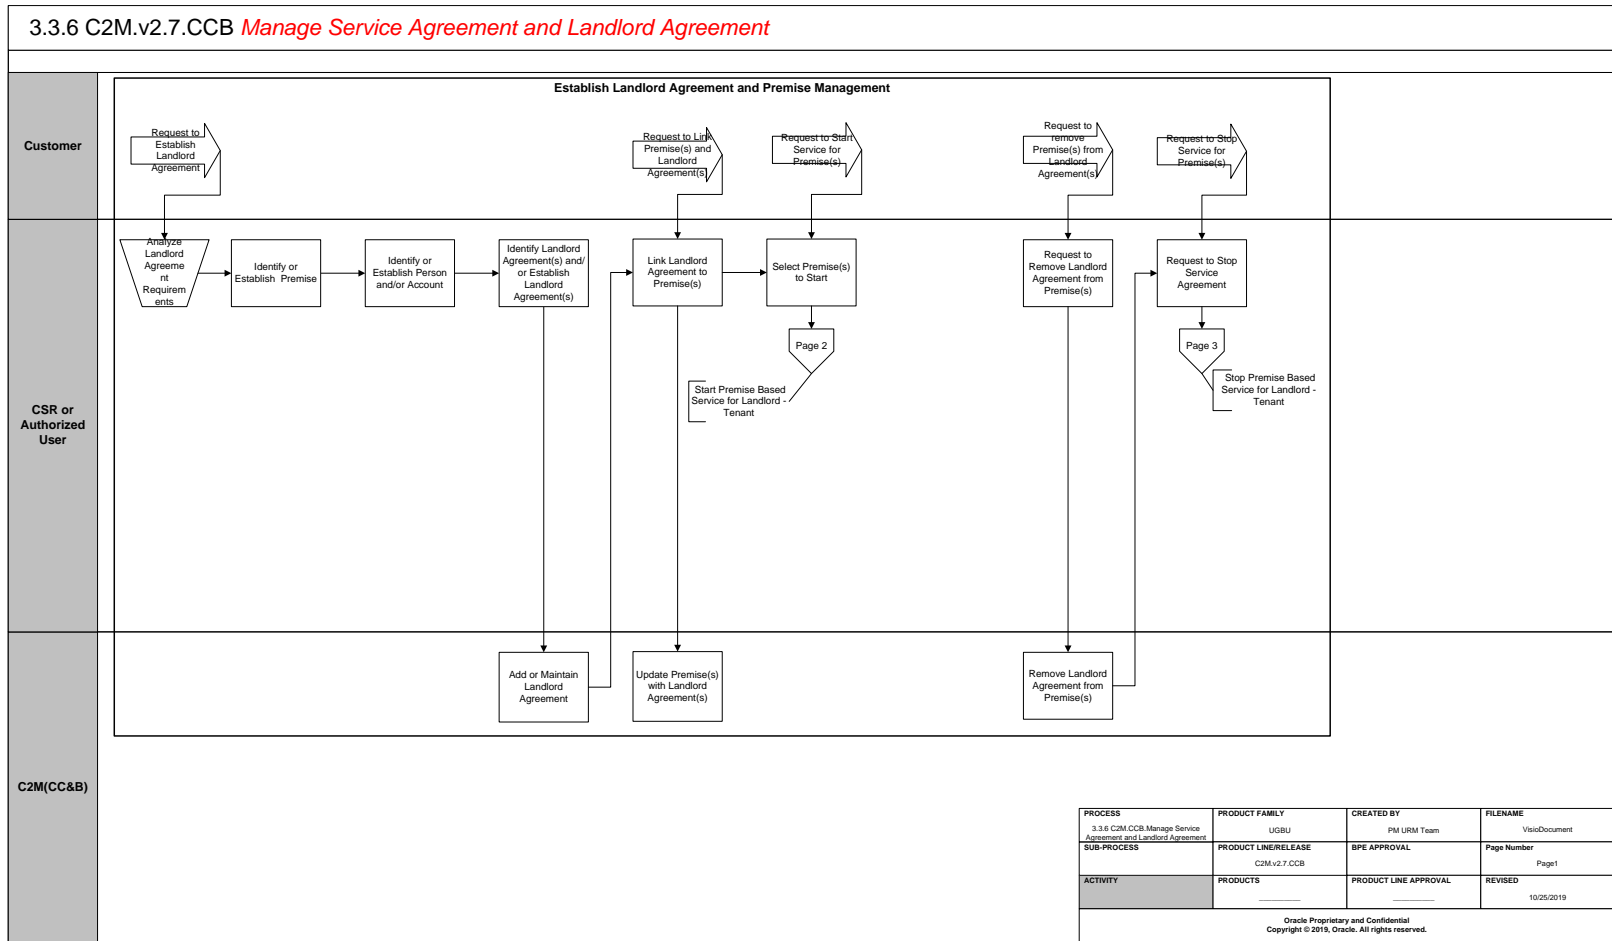 3.3.6 C2M.v2.7.CCB Manage Service Agreement and Landlord Agreement
Establish Landlord Agreement and Premise Management
Customer
Request to
Establish
Landlord
Agreement
Request to Link
Premise(s) and
Landlord
Agreement(s)
Request to Start
Service for
Premise(s)
Request to
remove
Premise(s) from
Landlord
Agreement(s)
Request to Stop
Service for
Premise(s)
CSR or
Authorized
User
Analyze
Landlord
Agreeme
nt
Requirem
ents
Identify or
Establish Premise
Identify or
Establish Person
and/or Account
Identify Landlord
Agreement(s) and/
or Establish
Landlord
Agreement(s)
Link Landlord
Agreement to
Premise(s)
Select Premise(s)
to Start
Request to
Remove Landlord
Agreement from
Premise(s)
Request to Stop
Service
Agreement
Page 2
Start Premise Based
Service for Landlord -
Tenant
Page 3
Stop Premise Based
Service for Landlord -
Tenant
C2M(CC&B)
Add or Maintain
Landlord
Agreement
Update Premise(s)
with Landlord
Agreement(s)
Remove Landlord
Agreement from
Premise(s)
PROCESS
3.3.6 C2M.CCB.Manage Service
Agreement and Landlord Agreement
PRODUCT FAMILY
UGBU
CREATED BY
PM URM Team
FILENAME
VisioDocument
SUB-PROCESS
PRODUCT LINE/RELEASE
C2M.v2.7.CCB
BPE APPROVAL
Page Number
Page1
ACTIVITY
PRODUCTS
___________
PRODUCT LINE APPROVAL
___________
REVISED
10/25/2019
Oracle Proprietary and Confidential
Copyright © 2019, Oracle. All rights reserved.